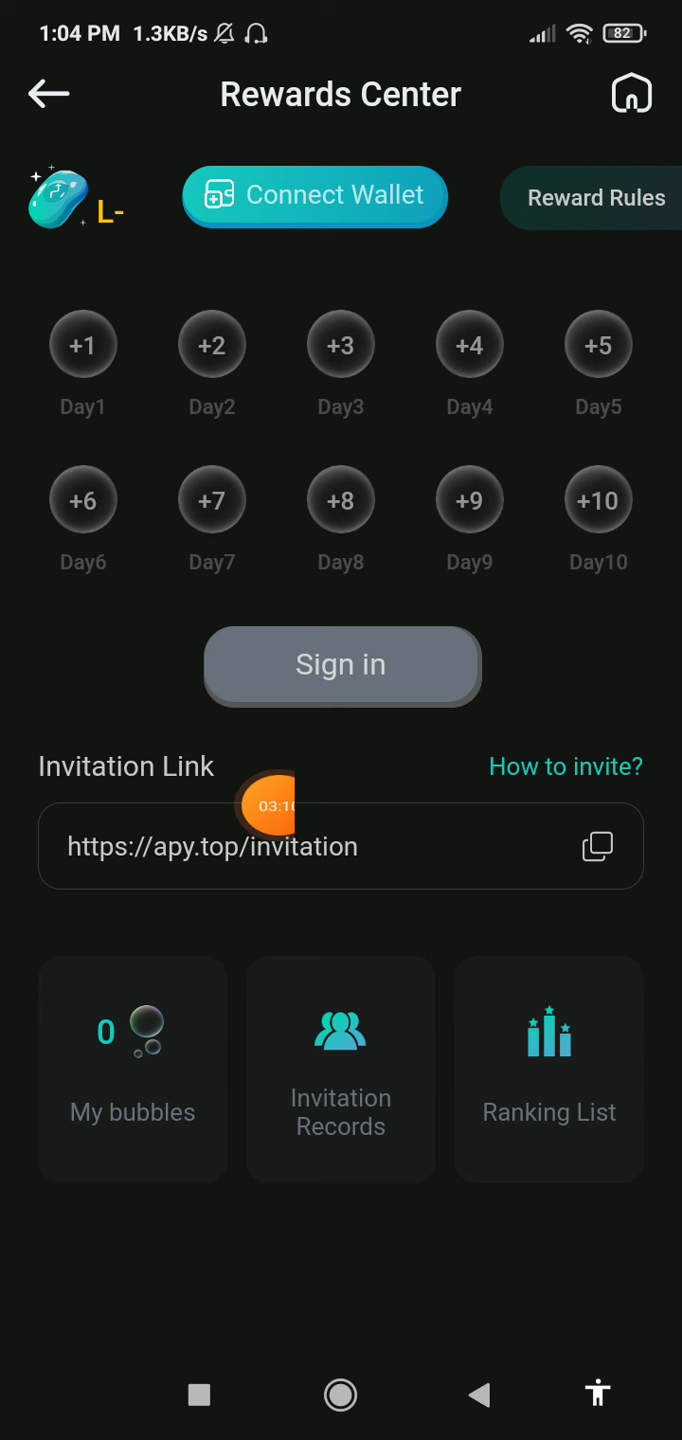 1:04 PM 1.3KB/s 82
Rewards Center
L-
Connect Wallet
Reward Rules
+1 +2 +3 +4 +5
Day1 Day2 Day3 Day4 Day5
+6 +7 +8 +9 +10
Day6 Day7 Day8 Day9 Day10
Sign in
Invitation Link How to invite?
https://apy.top/invitation
0
My bubbles
Invitation
Records
Ranking List